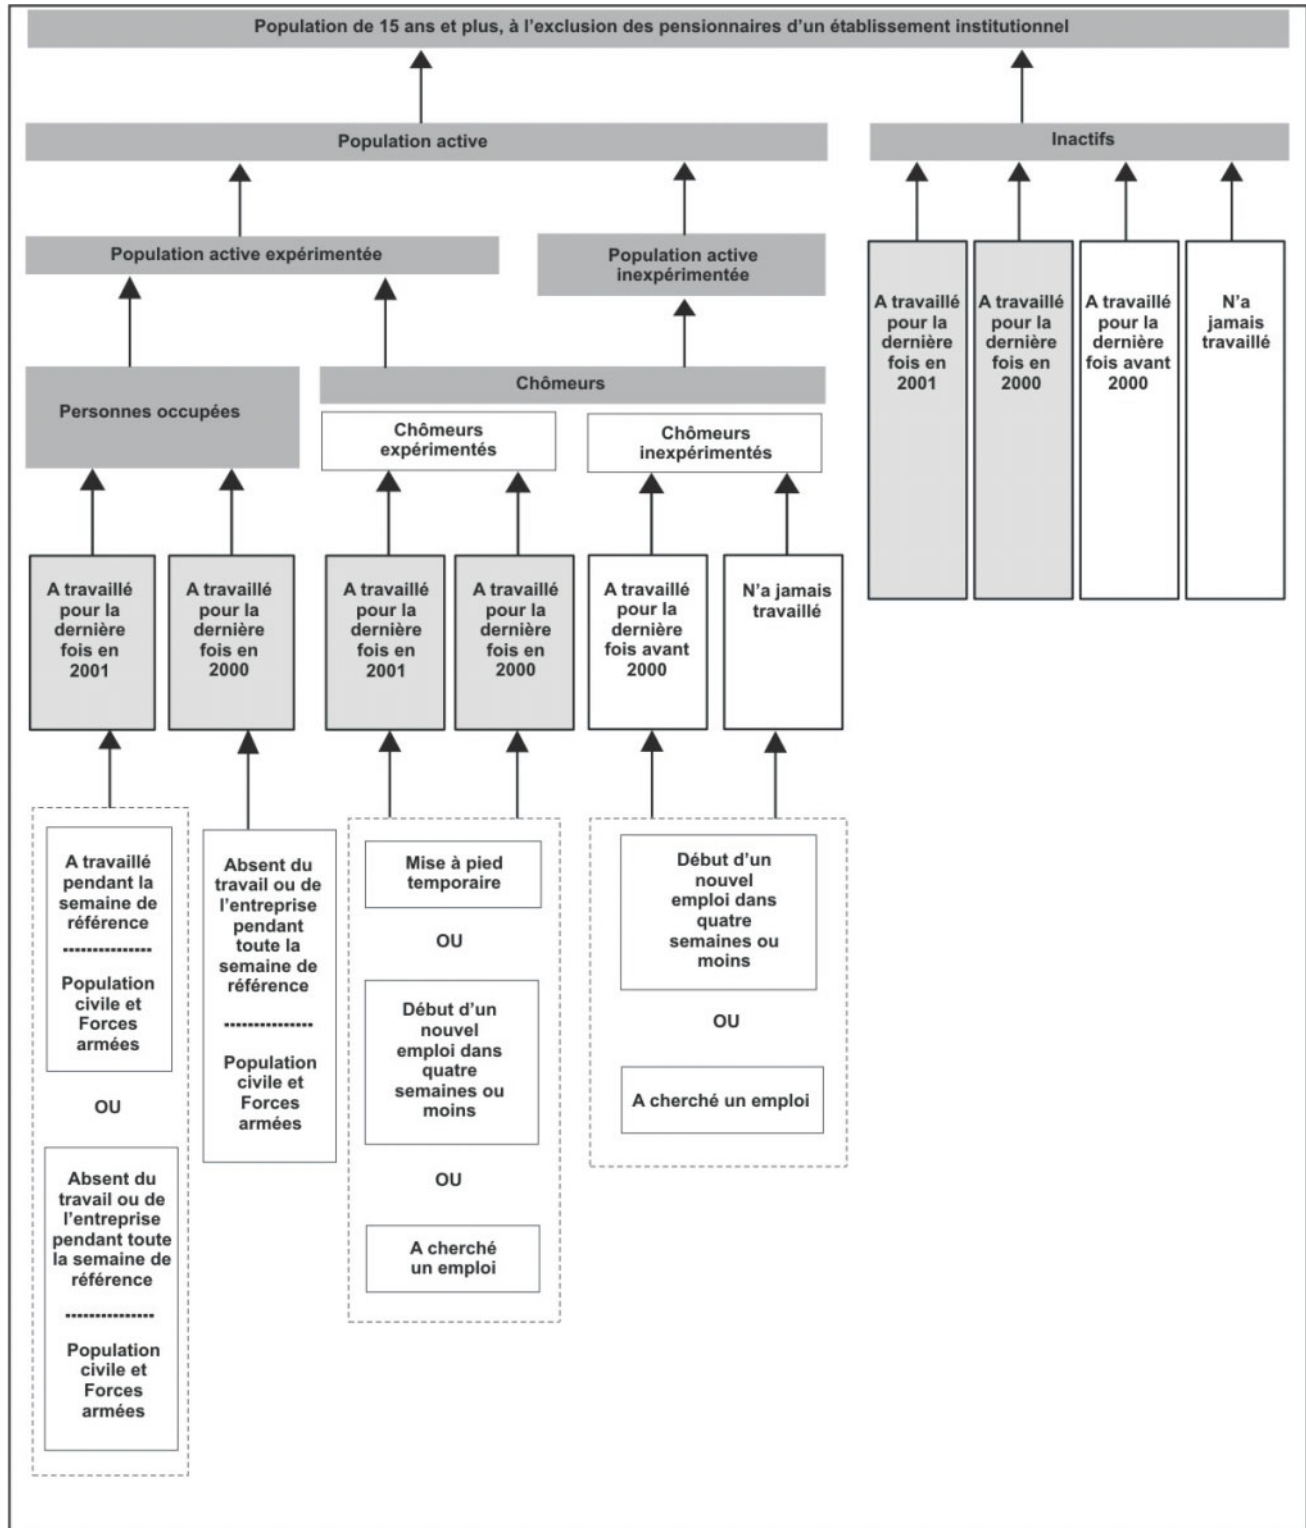 Population de 15 ans et plus, à l’exclusion des pensionnaires d’un établissement institutionnel
Population active
Inactifs
Population active expérimentée
Population active
inexpérimentée
A travaillé
pour la
dernière
fois en
2001
A travaillé
pour la
dernière
fois en
2000
A travaillé
pour la
dernière
fois avant
2000
N’a
jamais
travaillé
Personnes occupées
Chômeurs
Chômeurs
expérimentés
Chômeurs
inexpérimentés
A travaillé
pour la
dernière
fois en
2001
A travaillé
pour la
dernière
fois en
2000
A travaillé
pour la
dernière
fois en
2001
A travaillé
pour la
dernière
fois en
2000
A travaillé
pour la
dernière
fois avant
2000
N’a jamais
travaillé
A travaillé
pendant la
semaine de
référence
---------------
Population
civile et
Forces
armées
OU
Absent du
travail ou de
l’entreprise
pendant toute
la semaine de
référence
---------------
Population
civile et
Forces
armées
Absent du
travail ou de
l’entreprise
pendant
toute la
semaine de
référence
---------------
Population
civile et
Forces
armées
Mise à pied
temporaire
OU
Début d’un
nouvel
emploi dans
quatre
semaines ou
moins
OU
A cherché
un emploi
Début d’un
nouvel
emploi dans
quatre
semaines ou
moins
OU
A cherché un emploi